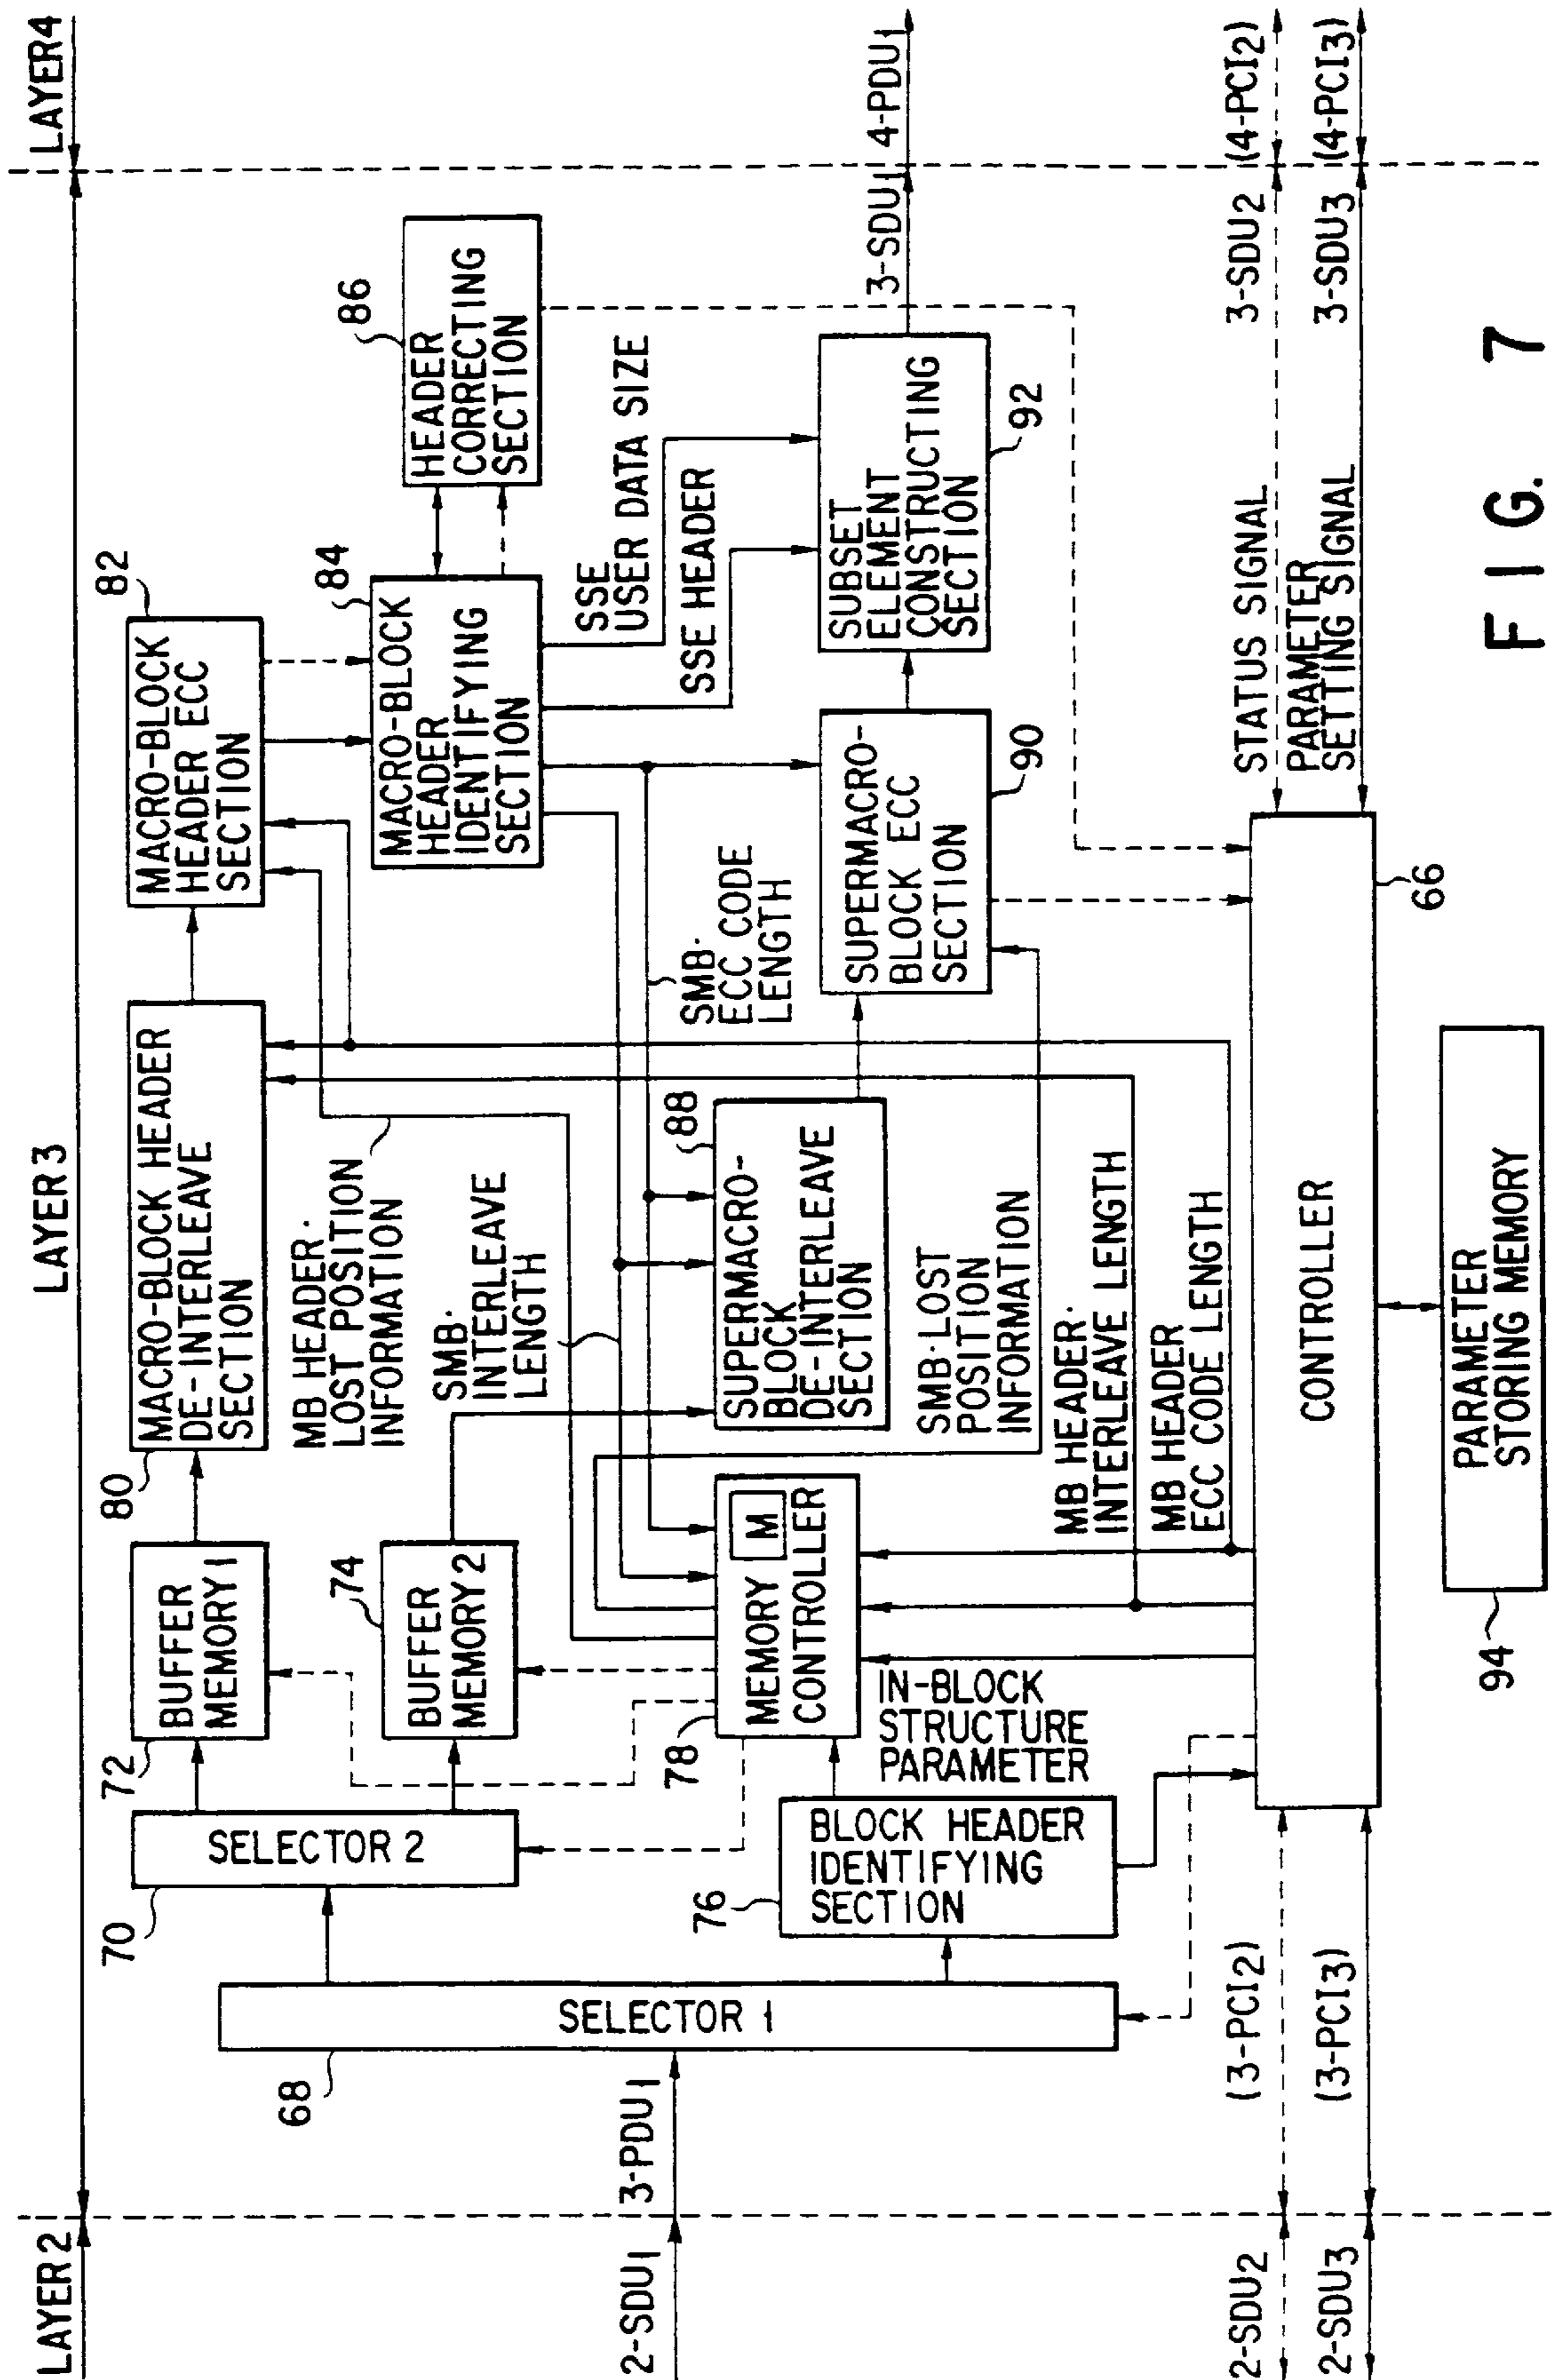 LAYER2
LAYER3
LAYER4
80
MACRO-BLOCK HEADER
DE-INTERLEAVE
SECTION
82
MACRO-BLOCK
HEADER ECC
SECTION
72
BUFFER
MEMORY 1
70
SELECTOR 2
74
BUFFER
MEMORY 2
MB HEADER·
LOST POSITION
INFORMATION
SMB·
INTERLEAVE
LENGTH
84
MACRO-BLOCK
HEADER
IDENTIFYING
SECTION
86
HEADER
CORRECTING
SECTION
SSE
USER DATA SIZE
SSE HEADER
SMB·
ECC CODE
LENGTH
68
SELECTOR 1
2-SDU1
3-PDU1
78
MEMORY
CONTROLLER
M
88
SUPERMACRO-
BLOCK
DE-INTERLEAVE
SECTION
SUPERMACRO-
BLOCK ECC
SECTION
90
SUBSET
ELEMENT
CONSTRUCTING
SECTION
92
3-SDU1
4-PDU1
76
BLOCK HEADER
IDENTIFYING
SECTION
IN-BLOCK
STRUCTURE
PARAMETER
SMB·LOST
POSITION
INFORMATION
MB HEADER·
INTERLEAVE LENGTH
MB HEADER
ECC CODE LENGTH
2-SDU2
(3-PCI2)
STATUS SIGNAL
3-SDU2
(4-PCI2)
2-SDU3
(3-PCI3)
PARAMETER
SETTING SIGNAL
3-SDU3
(4-PCI3)
CONTROLLER
66
94
PARAMETER
STORING MEMORY
FIG. 7